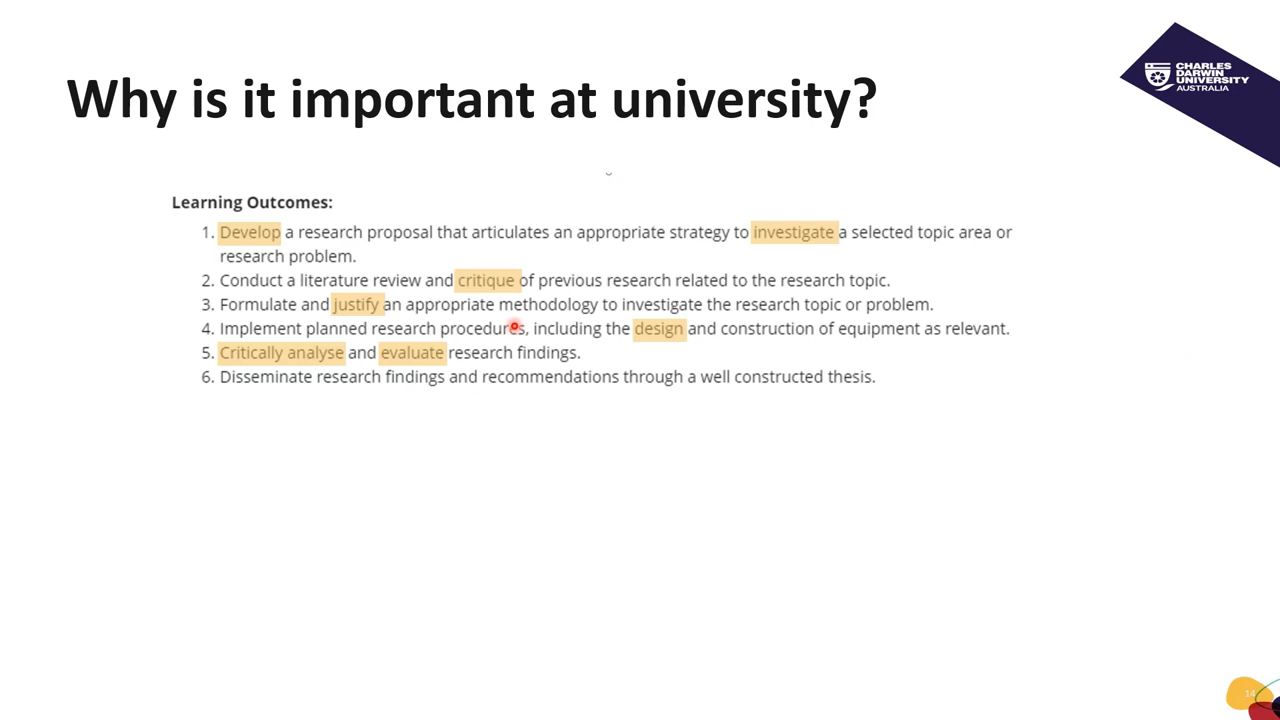 Why is it important at university?
CHARLES
DARWIN
UNIVERSITY
AUSTRALIA
Learning Outcomes:
1. Develop a research proposal that articulates an appropriate strategy to investigate a selected topic area or
research problem.
2. Conduct a literature review and critique of previous research related to the research topic.
3. Formulate and justify an appropriate methodology to investigate the research topic or problem.
4. Implement planned research procedures, including the design and construction of equipment as relevant.
5. Critically analyse and evaluate research findings.
6. Disseminate research findings and recommendations through a well constructed thesis.
14